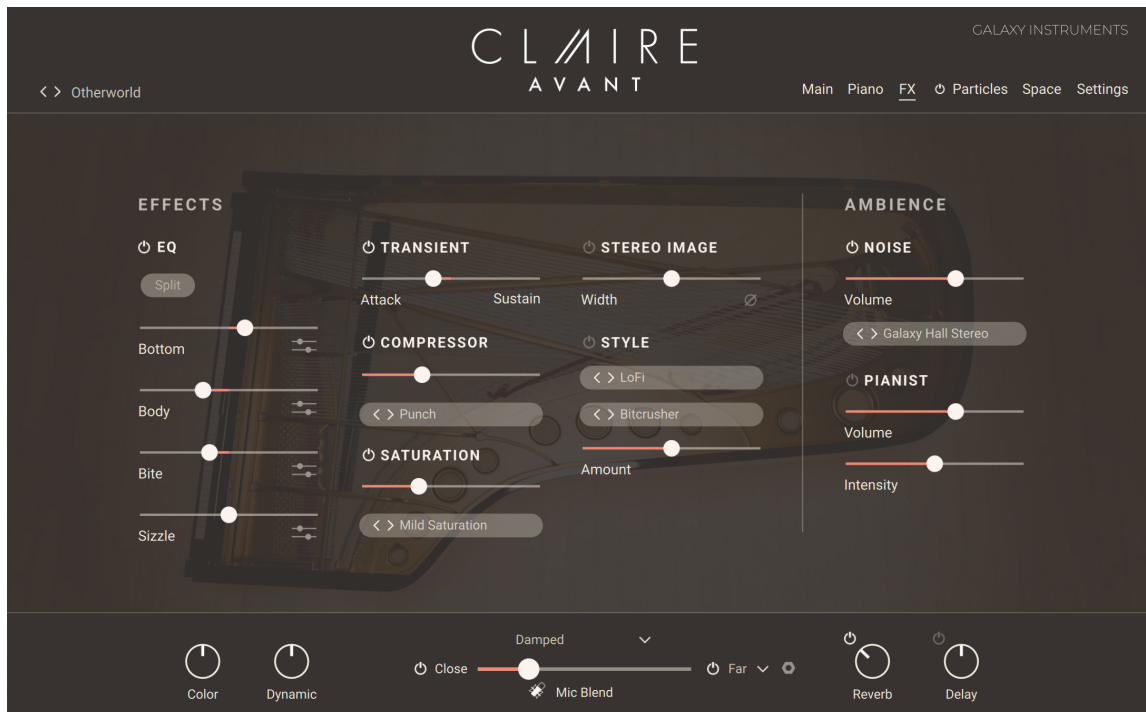 GALAXY INSTRUMENTS
CLAIRE
AVANT
Otherworld
Main Piano FX Particles Space Settings
EFFECTS
EQ
Split
Bottom
Body
Bite
Sizzle
TRANSIENT
Attack Sustain
COMPRESSOR
Punch
SATURATION
Mild Saturation
STEREO IMAGE
Width
STYLE
LoFi
Bitcrusher
Amount
AMBIENCE
NOISE
Volume
Galaxy Hall Stereo
PIANIST
Volume
Intensity
Color
Dynamic
Damped
Close
Far
Mic Blend
Reverb
Delay